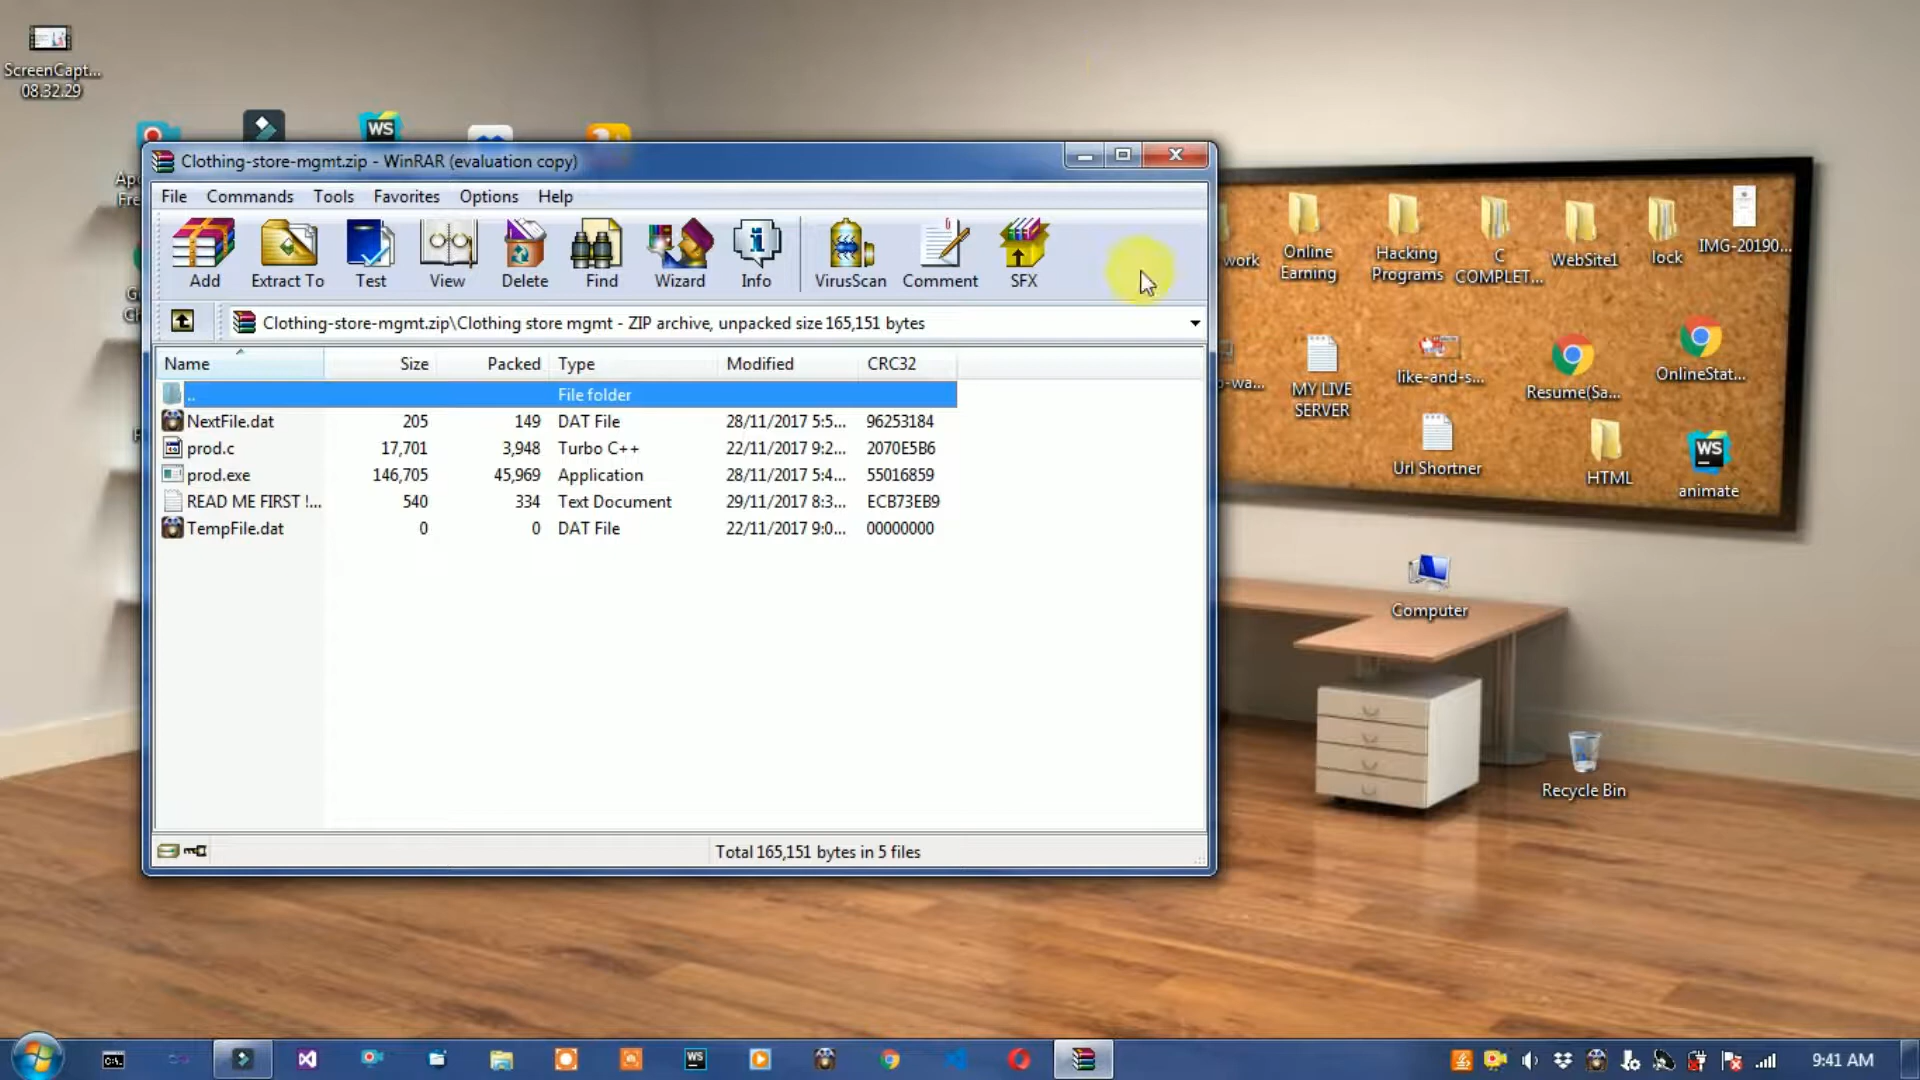 ScreenCapt...
08.32.29
WS
Clothing-store-mgmt.zip - WinRAR (evaluation copy)
File Commands Tools Favorites Options Help
Add Extract To Test View Delete Find Wizard Info VirusScan Comment SFX
Clothing-store-mgmt.zip\Clothing store mgmt - ZIP archive, unpacked size 165,151 bytes
Name Size Packed Type Modified CRC32
.. File folder
NextFile.dat 205 149 DAT File 28/11/2017 5:5... 96253184
prod.c 17,701 3,948 Turbo C++ 22/11/2017 9:2... 2070E5B6
prod.exe 146,705 45,969 Application 28/11/2017 5:4... 55016859
READ ME FIRST !... 540 334 Text Document 29/11/2017 8:3... ECB73EB9
TempFile.dat 0 0 DAT File 22/11/2017 9:0... 00000000
Total 165,151 bytes in 5 files
work
Online
Earning
Hacking
Programs
C
COMPLET...
WebSite1
lock
IMG-20190...
MY LIVE
SERVER
like-and-s...
Resume(Sa...
OnlineStat...
Url Shortner
HTML
WS
animate
Computer
Recycle Bin
C:\.
WS
9:41 AM